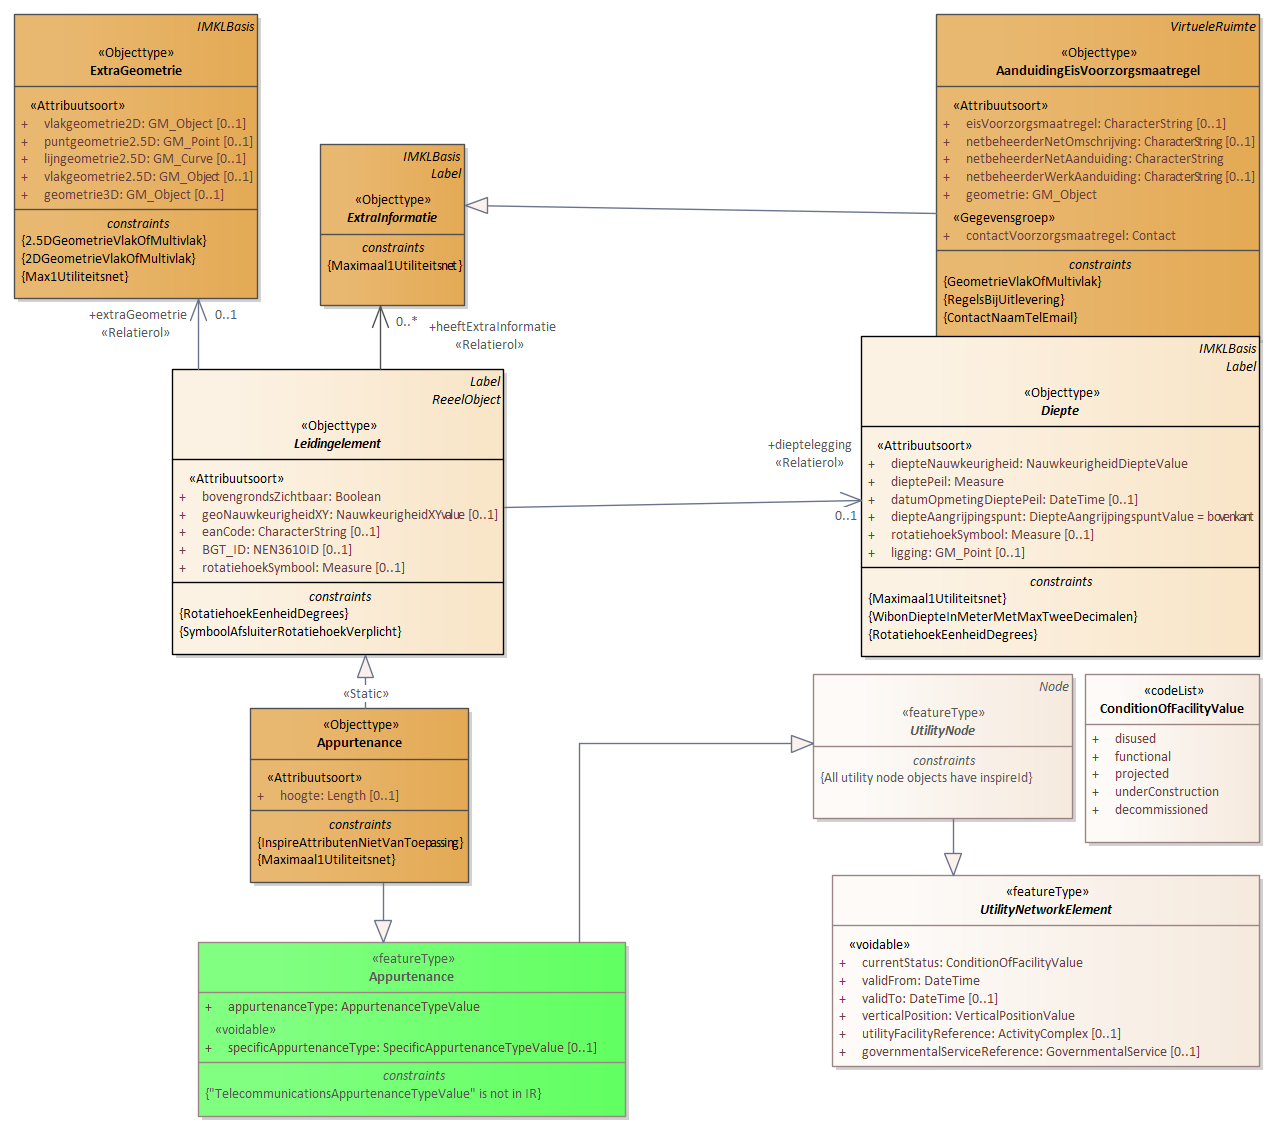 IMKLBasis
«Objecttype»
ExtraGeometrie
«Attribuutsoort»
+ vlakgeometrie2D: GM_Object [0..1]
+ puntgeometrie2.5D: GM_Point [0..1]
+ lijngeometrie2.5D: GM_Curve [0..1]
+ vlakgeometrie2.5D: GM_Object [0..1]
+ geometrie3D: GM_Object [0..1]
constraints
{2.5DGeometrieVlakOfMultivlak}
{2DGeometrieVlakOfMultivlak}
{Max1Utiliteitsnet}
IMKLBasis
Label
«Objecttype»
ExtraInformatie
constraints
{Maximaal1Utiliteitsnet}
VirtueleRuimte
«Objecttype»
AanduidingEisVoorzorgsmaatregel
«Attribuutsoort»
+ eisVoorzorgsmaatregel: CharacterString [0..1]
+ netbeheerderNetOmschrijving: CharacterString [0..1]
+ netbeheerderNetAanduiding: CharacterString
+ netbeheerderWerkAanduiding: CharacterString [0..1]
+ geometrie: GM_Object
«Gegevensgroep»
+ contactVoorzorgsmaatregel: Contact
constraints
{GeometrieVlakOfMultivlak}
{RegelsBijUitlevering}
{ContactNaamTelEmail}
+extraGeometrie
«Relatierol»
0..1
0..*
+heeftExtraInformatie
«Relatierol»
Label
ReeelObject
«Objecttype»
Leidingelement
«Attribuutsoort»
+ bovengrondsZichtbaar: Boolean
+ geoNauwkeurigheidXY: NauwkeurigheidXYvalue [0..1]
+ eanCode: CharacterString [0..1]
+ BGT_ID: NEN3610ID [0..1]
+ rotatiehoekSymbool: Measure [0..1]
constraints
{RotatiehoekEenheidDegrees}
{SymboolAfsluiterRotatiehoekVerplicht}
+dieptelegging
«Relatierol»
0..1
IMKLBasis
Label
«Objecttype»
Diepte
«Attribuutsoort»
+ diepteNauwkeurigheid: NauwkeurigheidDiepteValue
+ dieptePeil: Measure
+ datumOpmetingDieptePeil: DateTime [0..1]
+ diepteAangrijpingspunt: DiepteAangrijpingspuntValue = bovenkant
+ rotatiehoekSymbool: Measure [0..1]
+ ligging: GM_Point [0..1]
constraints
{Maximaal1Utiliteitsnet}
{WibonDiepteInMeterMetMaxTweeDecimalen}
{RotatiehoekEenheidDegrees}
«Static»
«Objecttype»
Appurtenance
«Attribuutsoort»
+ hoogte: Length [0..1]
constraints
{InspireAttributenNietVanToepassing}
{Maximaal1Utiliteitsnet}
Node
«featureType»
UtilityNode
constraints
{All utility node objects have inspireId}
«codeList»
ConditionOfFacilityValue
+ disused
+ functional
+ projected
+ underConstruction
+ decommissioned
«featureType»
UtilityNetworkElement
«voidable»
+ currentStatus: ConditionOfFacilityValue
+ validFrom: DateTime
+ validTo: DateTime [0..1]
+ verticalPosition: VerticalPositionValue
+ utilityFacilityReference: ActivityComplex [0..1]
+ governmentalServiceReference: GovernmentalService [0..1]
«featureType»
Appurtenance
+ appurtenanceType: AppurtenanceTypeValue
«voidable»
+ specificAppurtenanceType: SpecificAppurtenanceTypeValue [0..1]
constraints
{"TelecommunicationsAppurtenanceTypeValue" is not in IR}